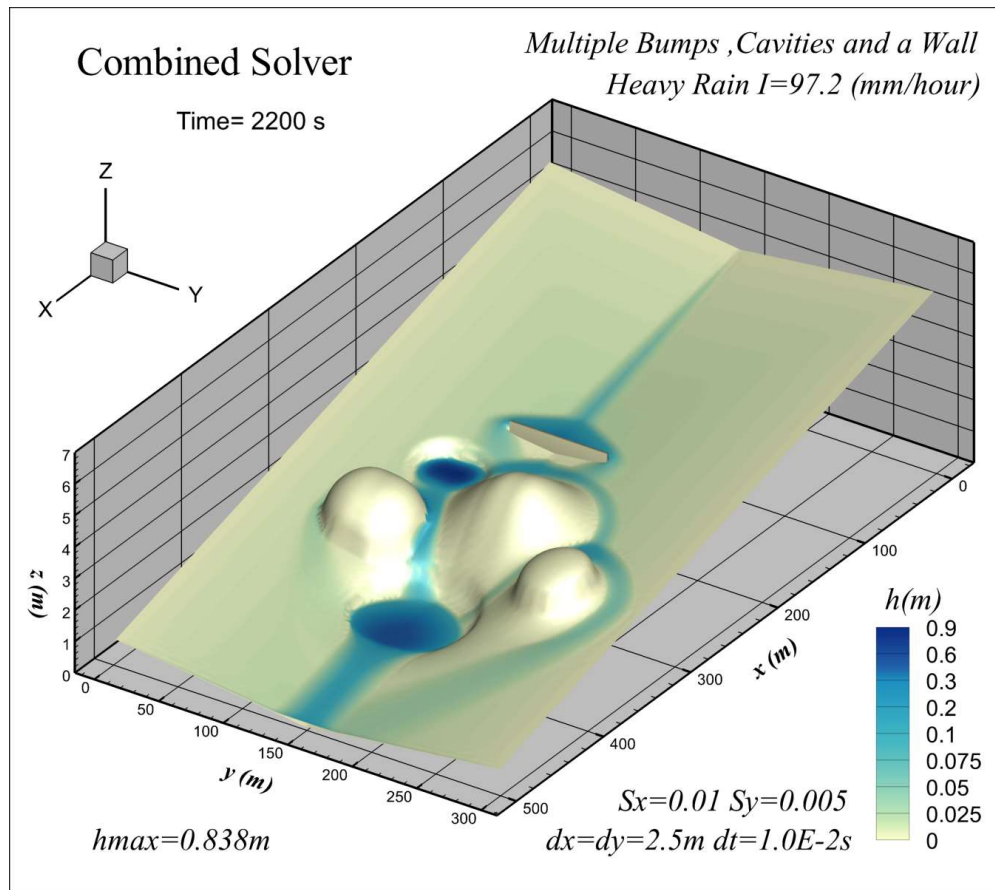 Combined Solver
Multiple Bumps ,Cavities and a Wall
Heavy Rain I=97.2 (mm/hour)
Time= 2200 s
Z
X
Y
7
6
5
4
3
2
1
0
z (m)
0
50
100
150
200
250
300
y (m)
0
100
200
300
400
500
x (m)
h(m)
0.9
0.6
0.3
0.2
0.1
0.075
0.05
0.025
0
Sx=0.01 Sy=0.005
hmax=0.838m
dx=dy=2.5m dt=1.0E-2s